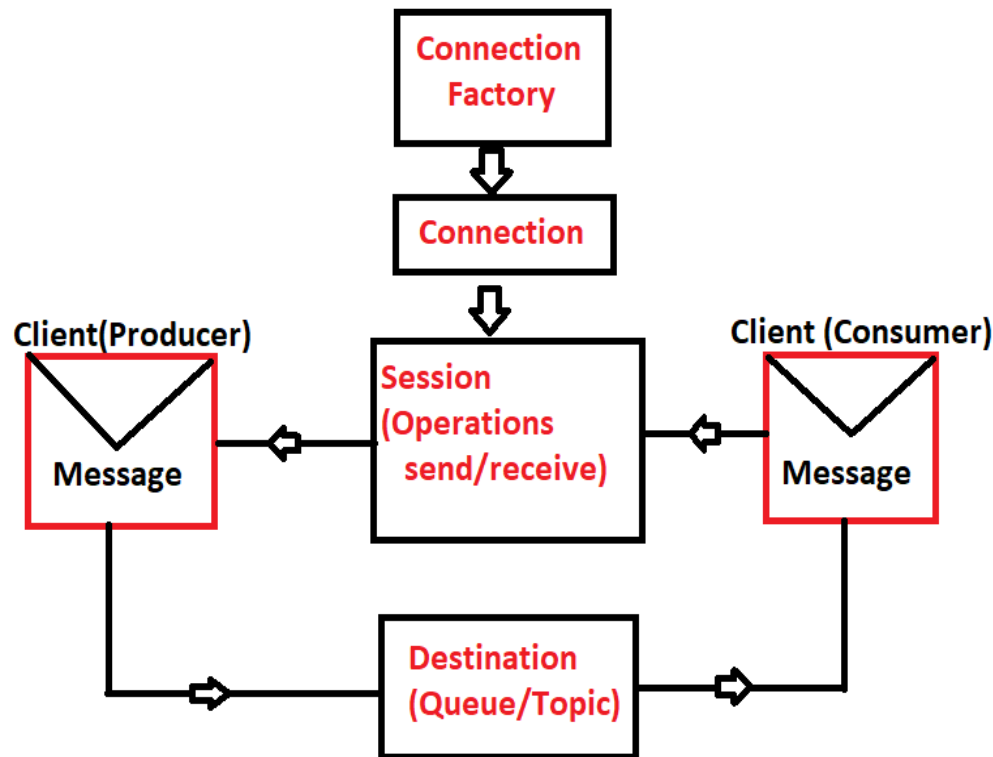 Connection
Factory
Connection
Client(Producer)
Client (Consumer)
Session
(Operations
send/receive)
Message
Message
Destination
(Queue/Topic)